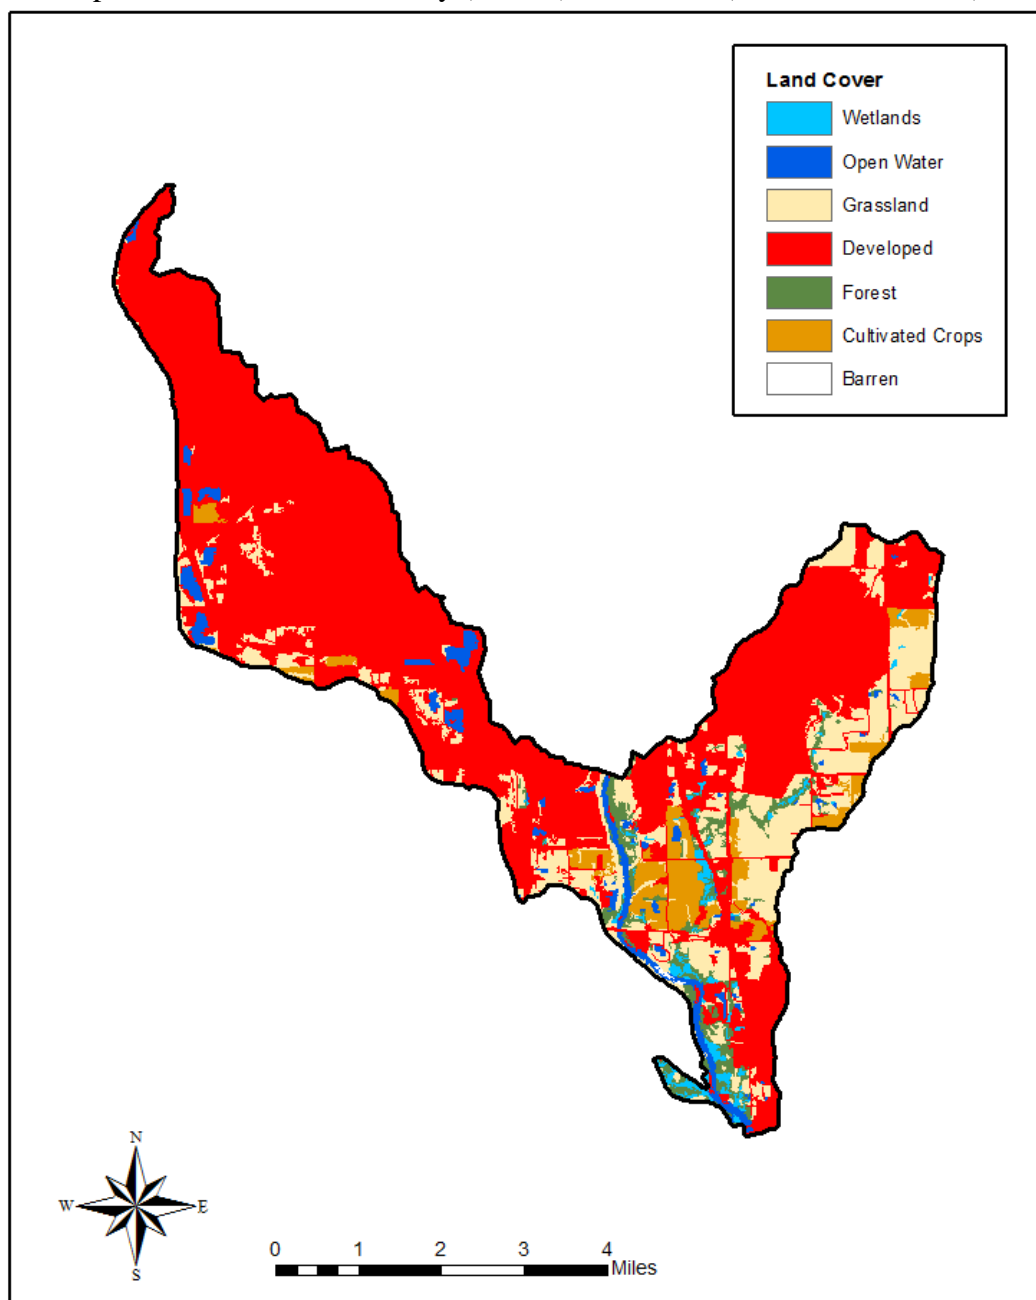 Land Cover
Wetlands
Open Water
Grassland
Developed
Forest
Cultivated Crops
Barren
N
W E
S
0 1 2 3 4
Miles